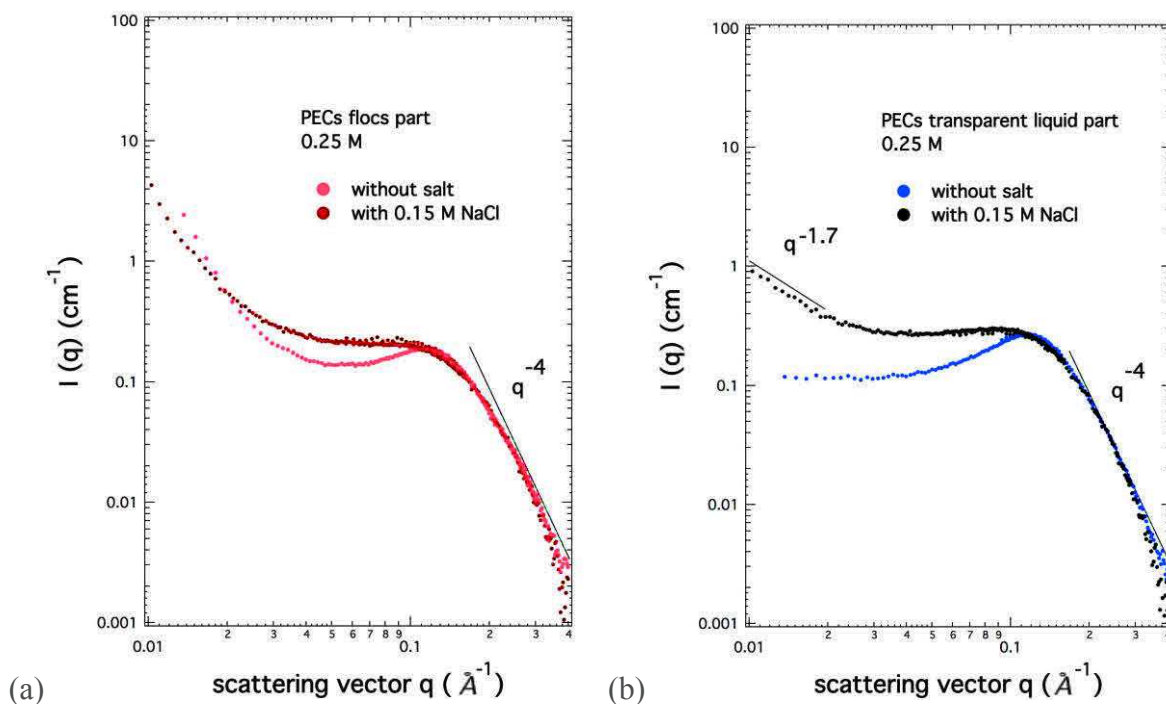 100
10
1
0.1
0.01
0.001
I (q) (cm⁻¹)
PECs flocs part
0.25 M
without salt
with 0.15 M NaCl
q⁻⁴
0.01
2
3
4
5
6
7
8
9
0.1
2
3
4
scattering vector q ( Å⁻¹)
(a)
100
10
1
0.1
0.01
0.001
I (q) (cm⁻¹)
PECs transparent liquid part
0.25 M
without salt
with 0.15 M NaCl
q⁻¹·⁷
q⁻⁴
0.01
2
3
4
5
6
7
8
9
0.1
2
3
4
scattering vector q ( Å⁻¹)
(b)